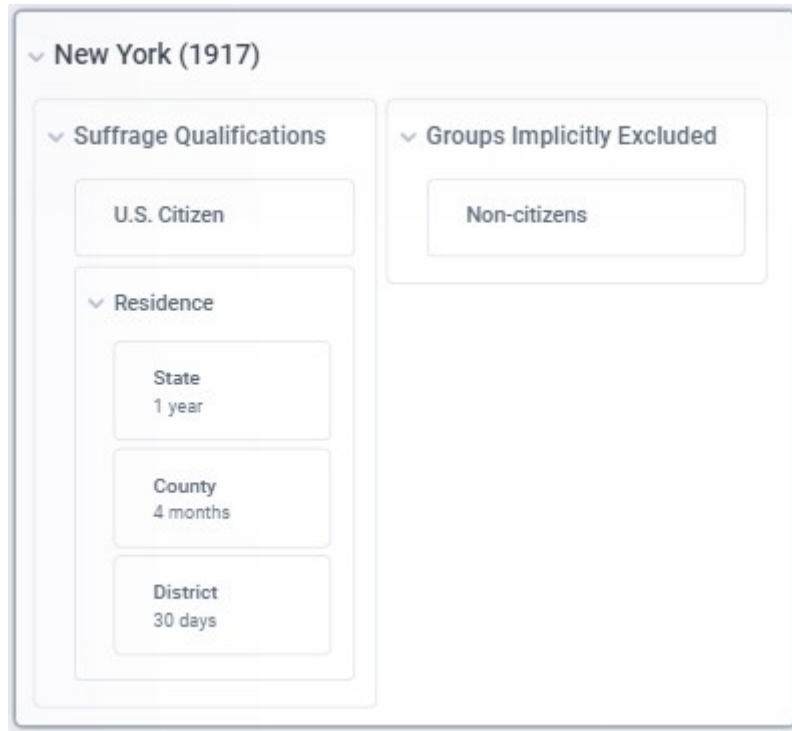 New York (1917)
Suffrage Qualifications
U.S. Citizen
Residence
State
1 year
County
4 months
District
30 days
Groups Implicitly Excluded
Non-citizens